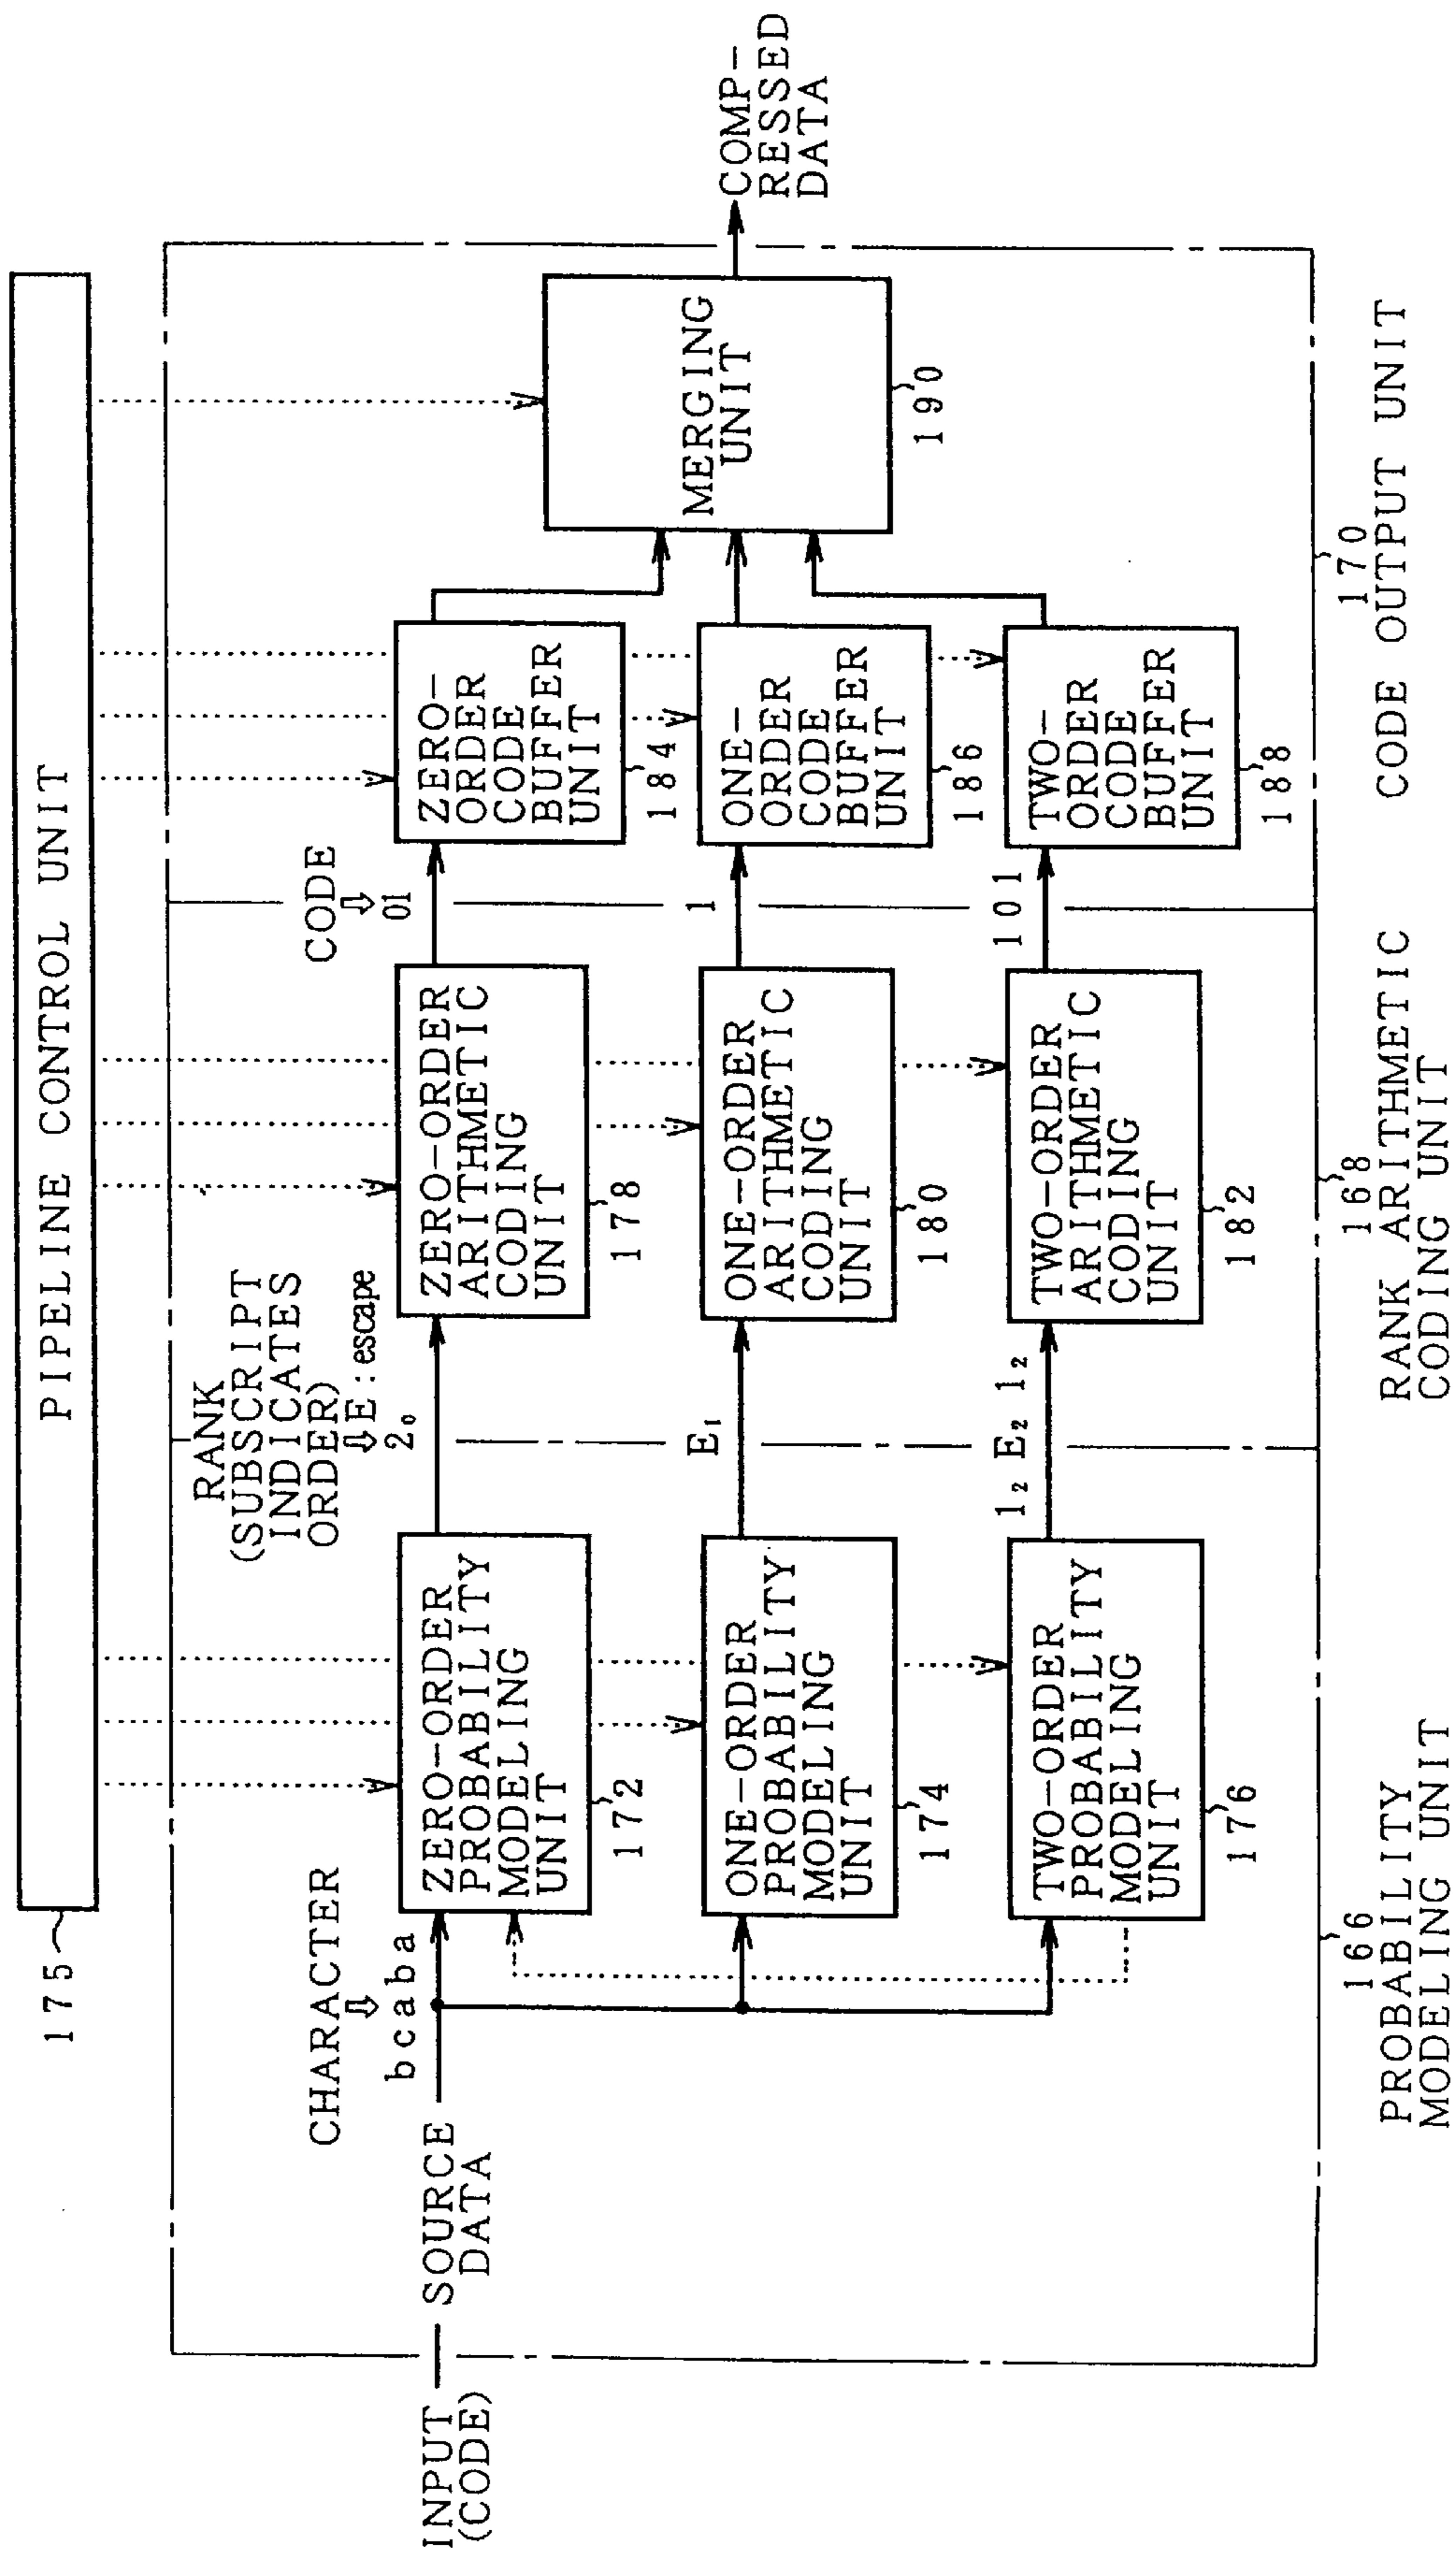 PIPELINE CONTROL UNIT
175
INPUT
(CODE)
SOURCE
DATA
CHARACTER
⇩
bcaba
ZERO-ORDER
PROBABILITY
MODELING
UNIT
172
ONE-ORDER
PROBABILITY
MODELING
UNIT
174
TWO-ORDER
PROBABILITY
MODELING
UNIT
176
166
PROBABILITY
MODELING UNIT
RANK
(SUBSCRIPT
INDICATES
ORDER)
⇩E:escape
2₀
E₁
1₂ E₂ 1₂
ZERO-ORDER
ARITHMETIC
CODING
UNIT
178
ONE-ORDER
ARITHMETIC
CODING
UNIT
180
TWO-ORDER
ARITHMETIC
CODING
UNIT
182
168
RANK ARITHMETIC
CODING UNIT
CODE
⇩
01
1
101
ZERO-
ORDER
CODE
BUFFER
UNIT
184
ONE-
ORDER
CODE
BUFFER
UNIT
186
TWO-
ORDER
CODE
BUFFER
UNIT
188
MERGING
UNIT
190
170
CODE OUTPUT UNIT
COMP-
RESSED
DATA